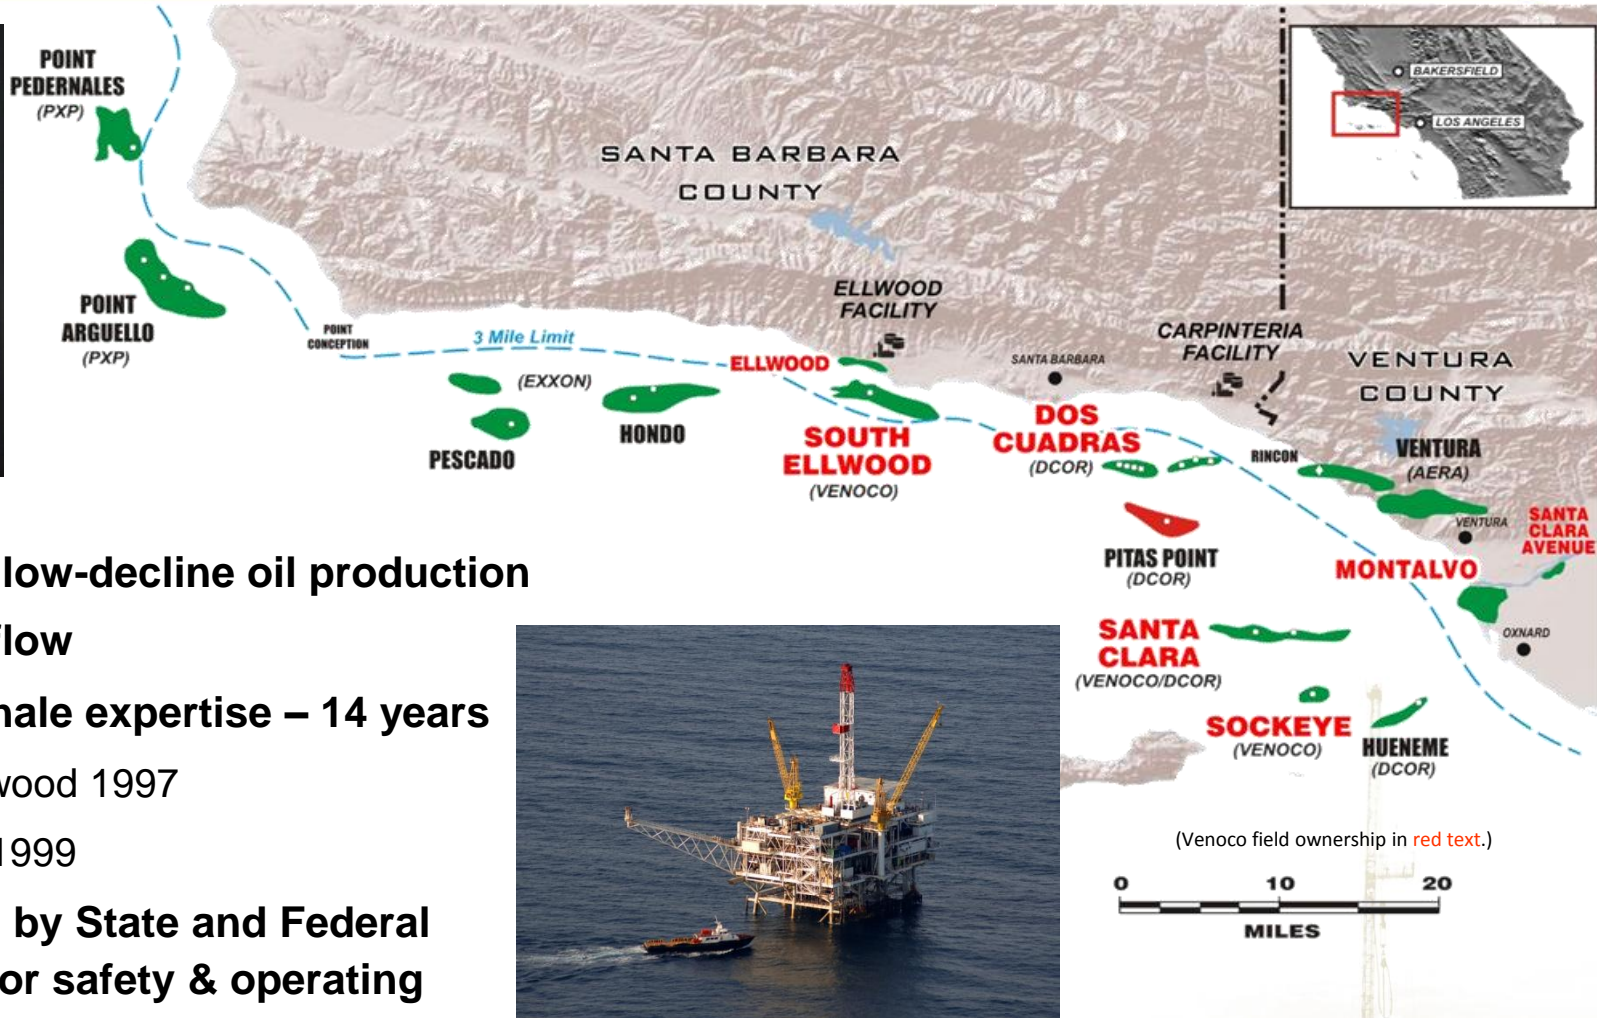 POINT
PEDERNALES
(PXP)
BAKERSFIELD
LOS ANGELES
SANTA BARBARA
COUNTY
POINT
ARGUELLO
(PXP)
POINT
CONCEPTION
3 Mile Limit
ELLWOOD
FACILITY
ELLWOOD
SANTA BARBARA
CARPINTERIA
FACILITY
VENTURA
COUNTY
(EXXON)
PESCADO
HONDO
SOUTH
ELLWOOD
(VENOCO)
DOS
CUADRAS
(DCOR)
RINCON
VENTURA
(AERA)
VENTURA
SANTA
CLARA
AVENUE
PITAS POINT
(DCOR)
MONTALVO
OXNARD
SANTA
CLARA
(VENOCO/DCOR)
SOCKEYE
(VENOCO)
HUENEME
(DCOR)
low-decline oil production
flow
hale expertise – 14 years
wood 1997
1999
by State and Federal
or safety & operating
(Venoco field ownership in red text.)
0 10 20
MILES